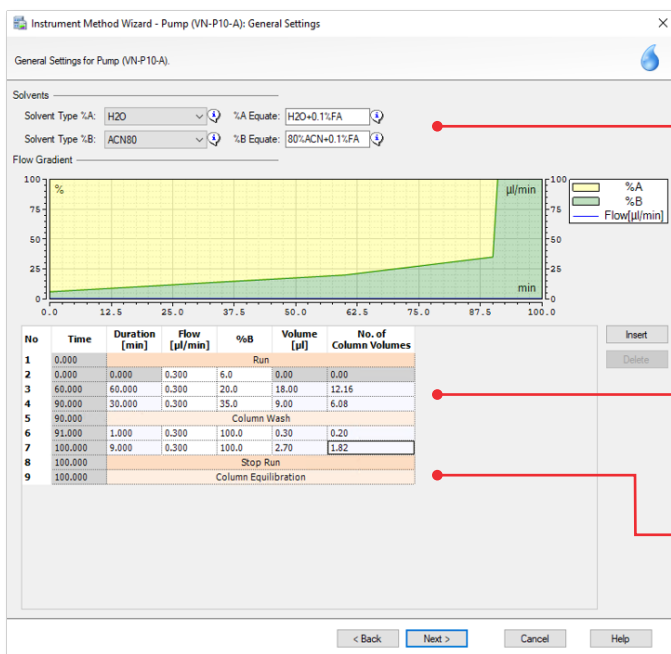 Instrument Method Wizard - Pump (VN-P10-A): General Settings
General Settings for Pump (VN-P10-A).
Solvents
Solvent Type %A: H2O %A Equate: H2O+0.1%FA
Solvent Type %B: ACN80 %B Equate: 80%ACN+0.1%FA
Flow Gradient
100 % µl/min 100 %A
%B
75 75 Flow[µl/min]
50 50
25 25
min
0 0
0.0 12.5 25.0 37.5 50.0 62.5 75.0 87.5 100.0
No Time Duration [min] Flow [µl/min] %B Volume [µl] No. of Column Volumes Insert
1 0.000 Run Delete
2 0.000 0.000 0.300 6.0 0.00 0.00
3 60.000 60.000 0.300 20.0 18.00 12.16
4 90.000 30.000 0.300 35.0 9.00 6.08
5 90.000 Column Wash
6 91.000 1.000 0.300 100.0 0.30 0.20
7 100.000 9.000 0.300 100.0 2.70 1.82
8 100.000 Stop Run
9 100.000 Column Equilibration
< Back Next > Cancel Help